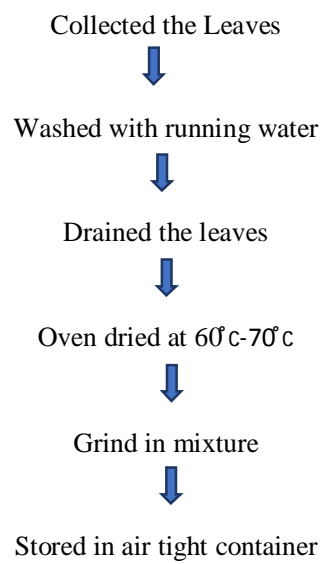 Collected the Leaves
Washed with running water
Drained the leaves
Oven dried at 60°C-70°C
Grind in mixture
Stored in air tight container